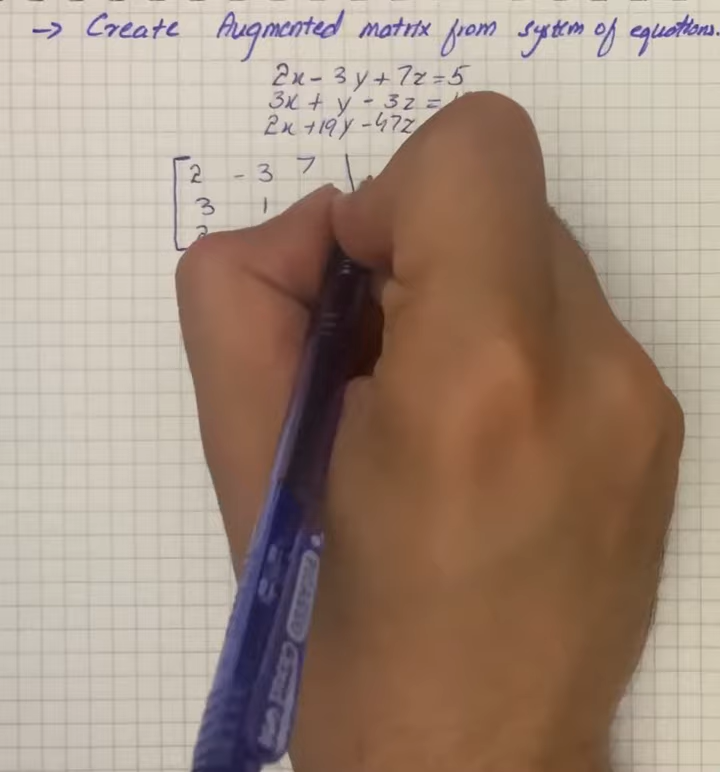 → Create Augmented matrix from system of equations.
2x - 3y + 7z = 5
3x + y - 3z =
2x + 19y - 47z
2 - 3 7 |
3 1
2